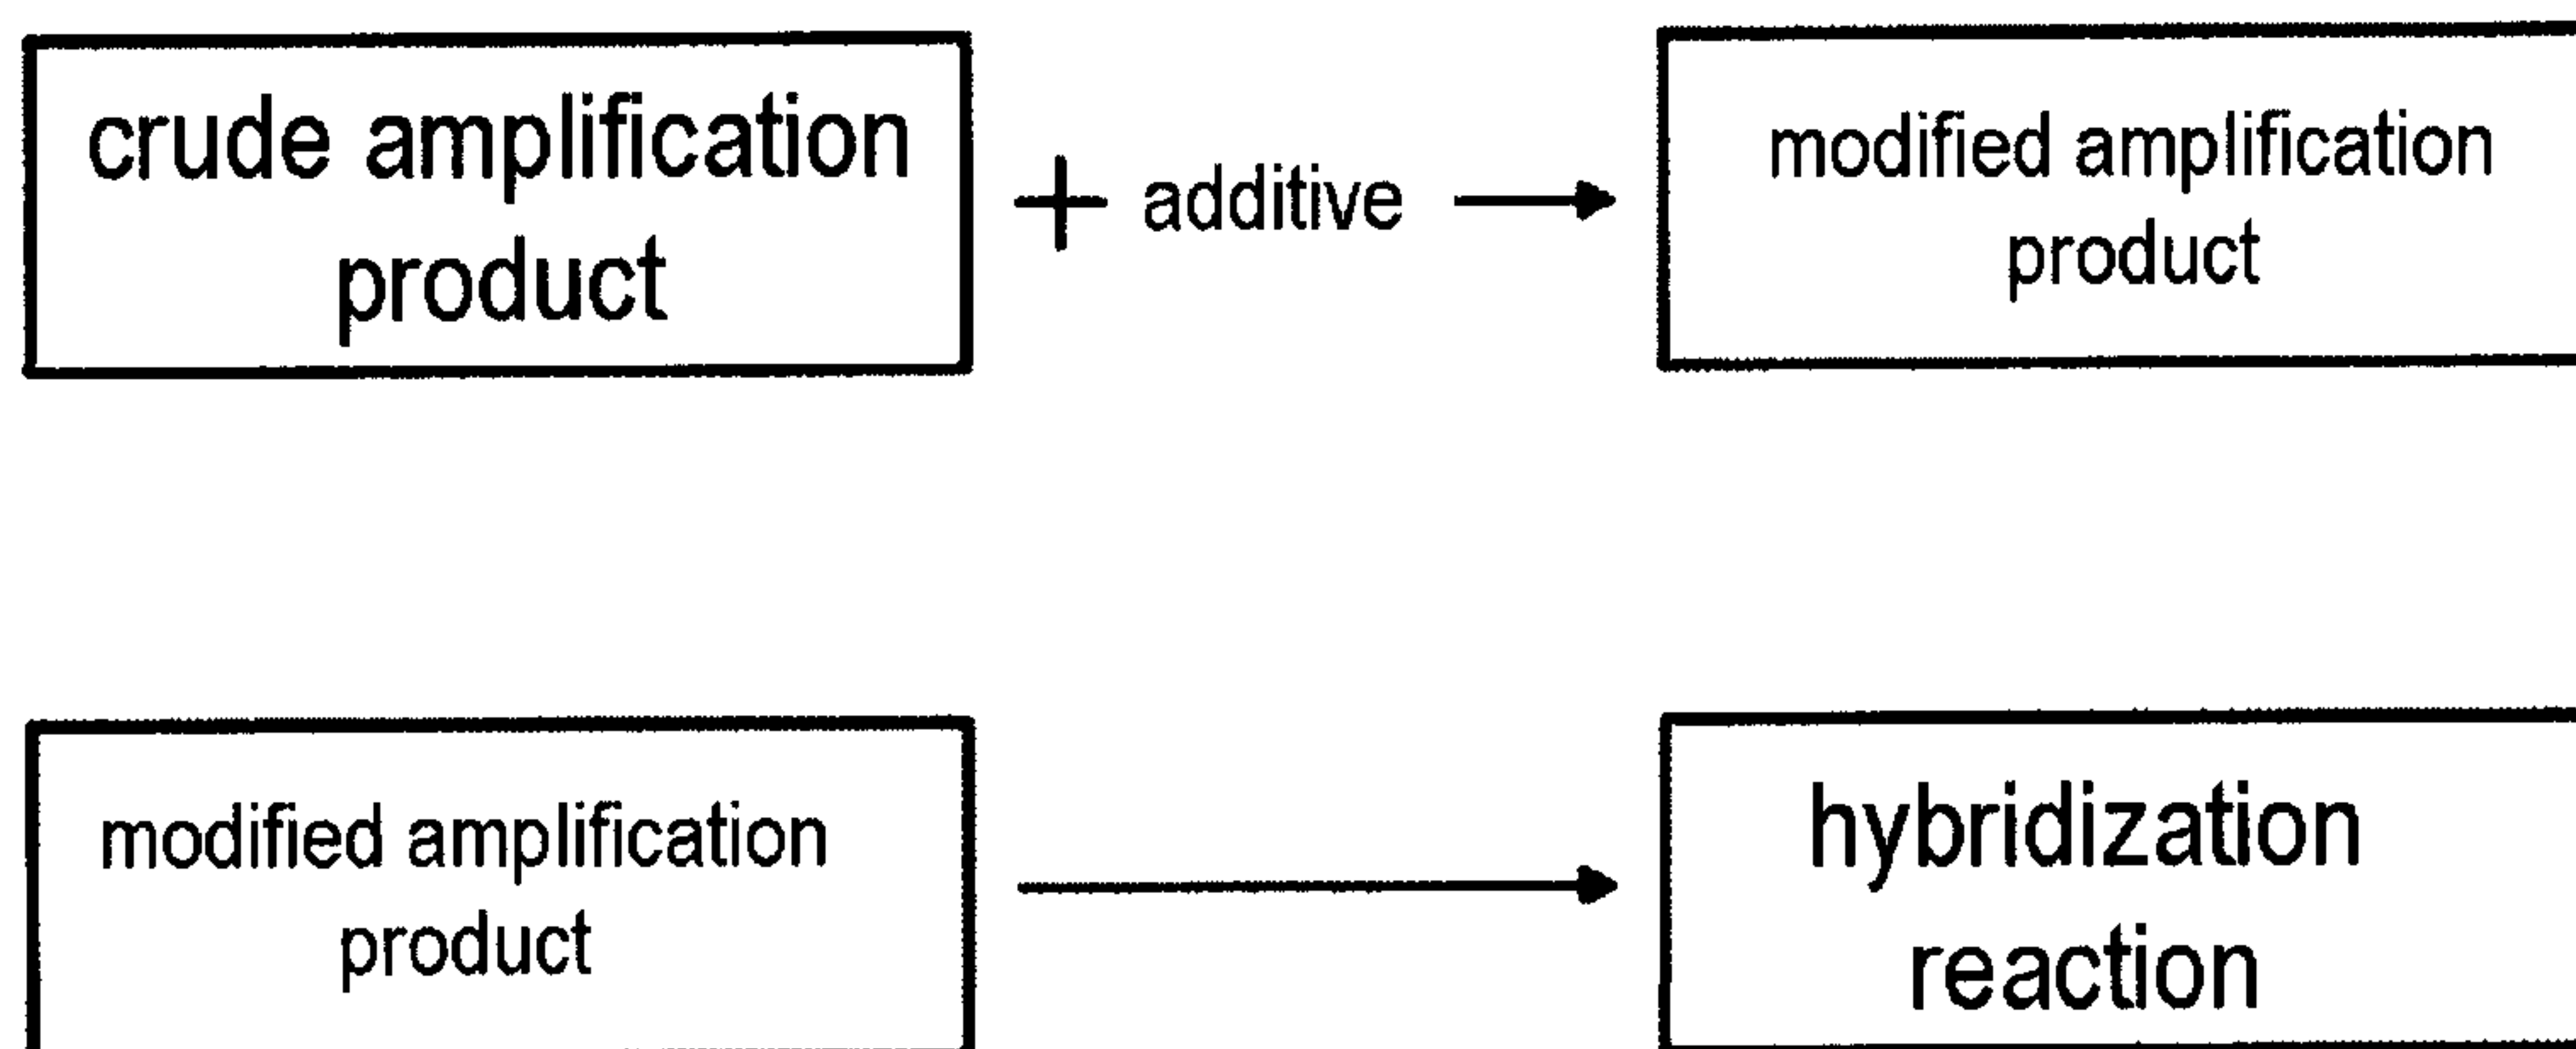 crude amplification
product
+ additive
modified amplification
product
modified amplification
product
hybridization
reaction